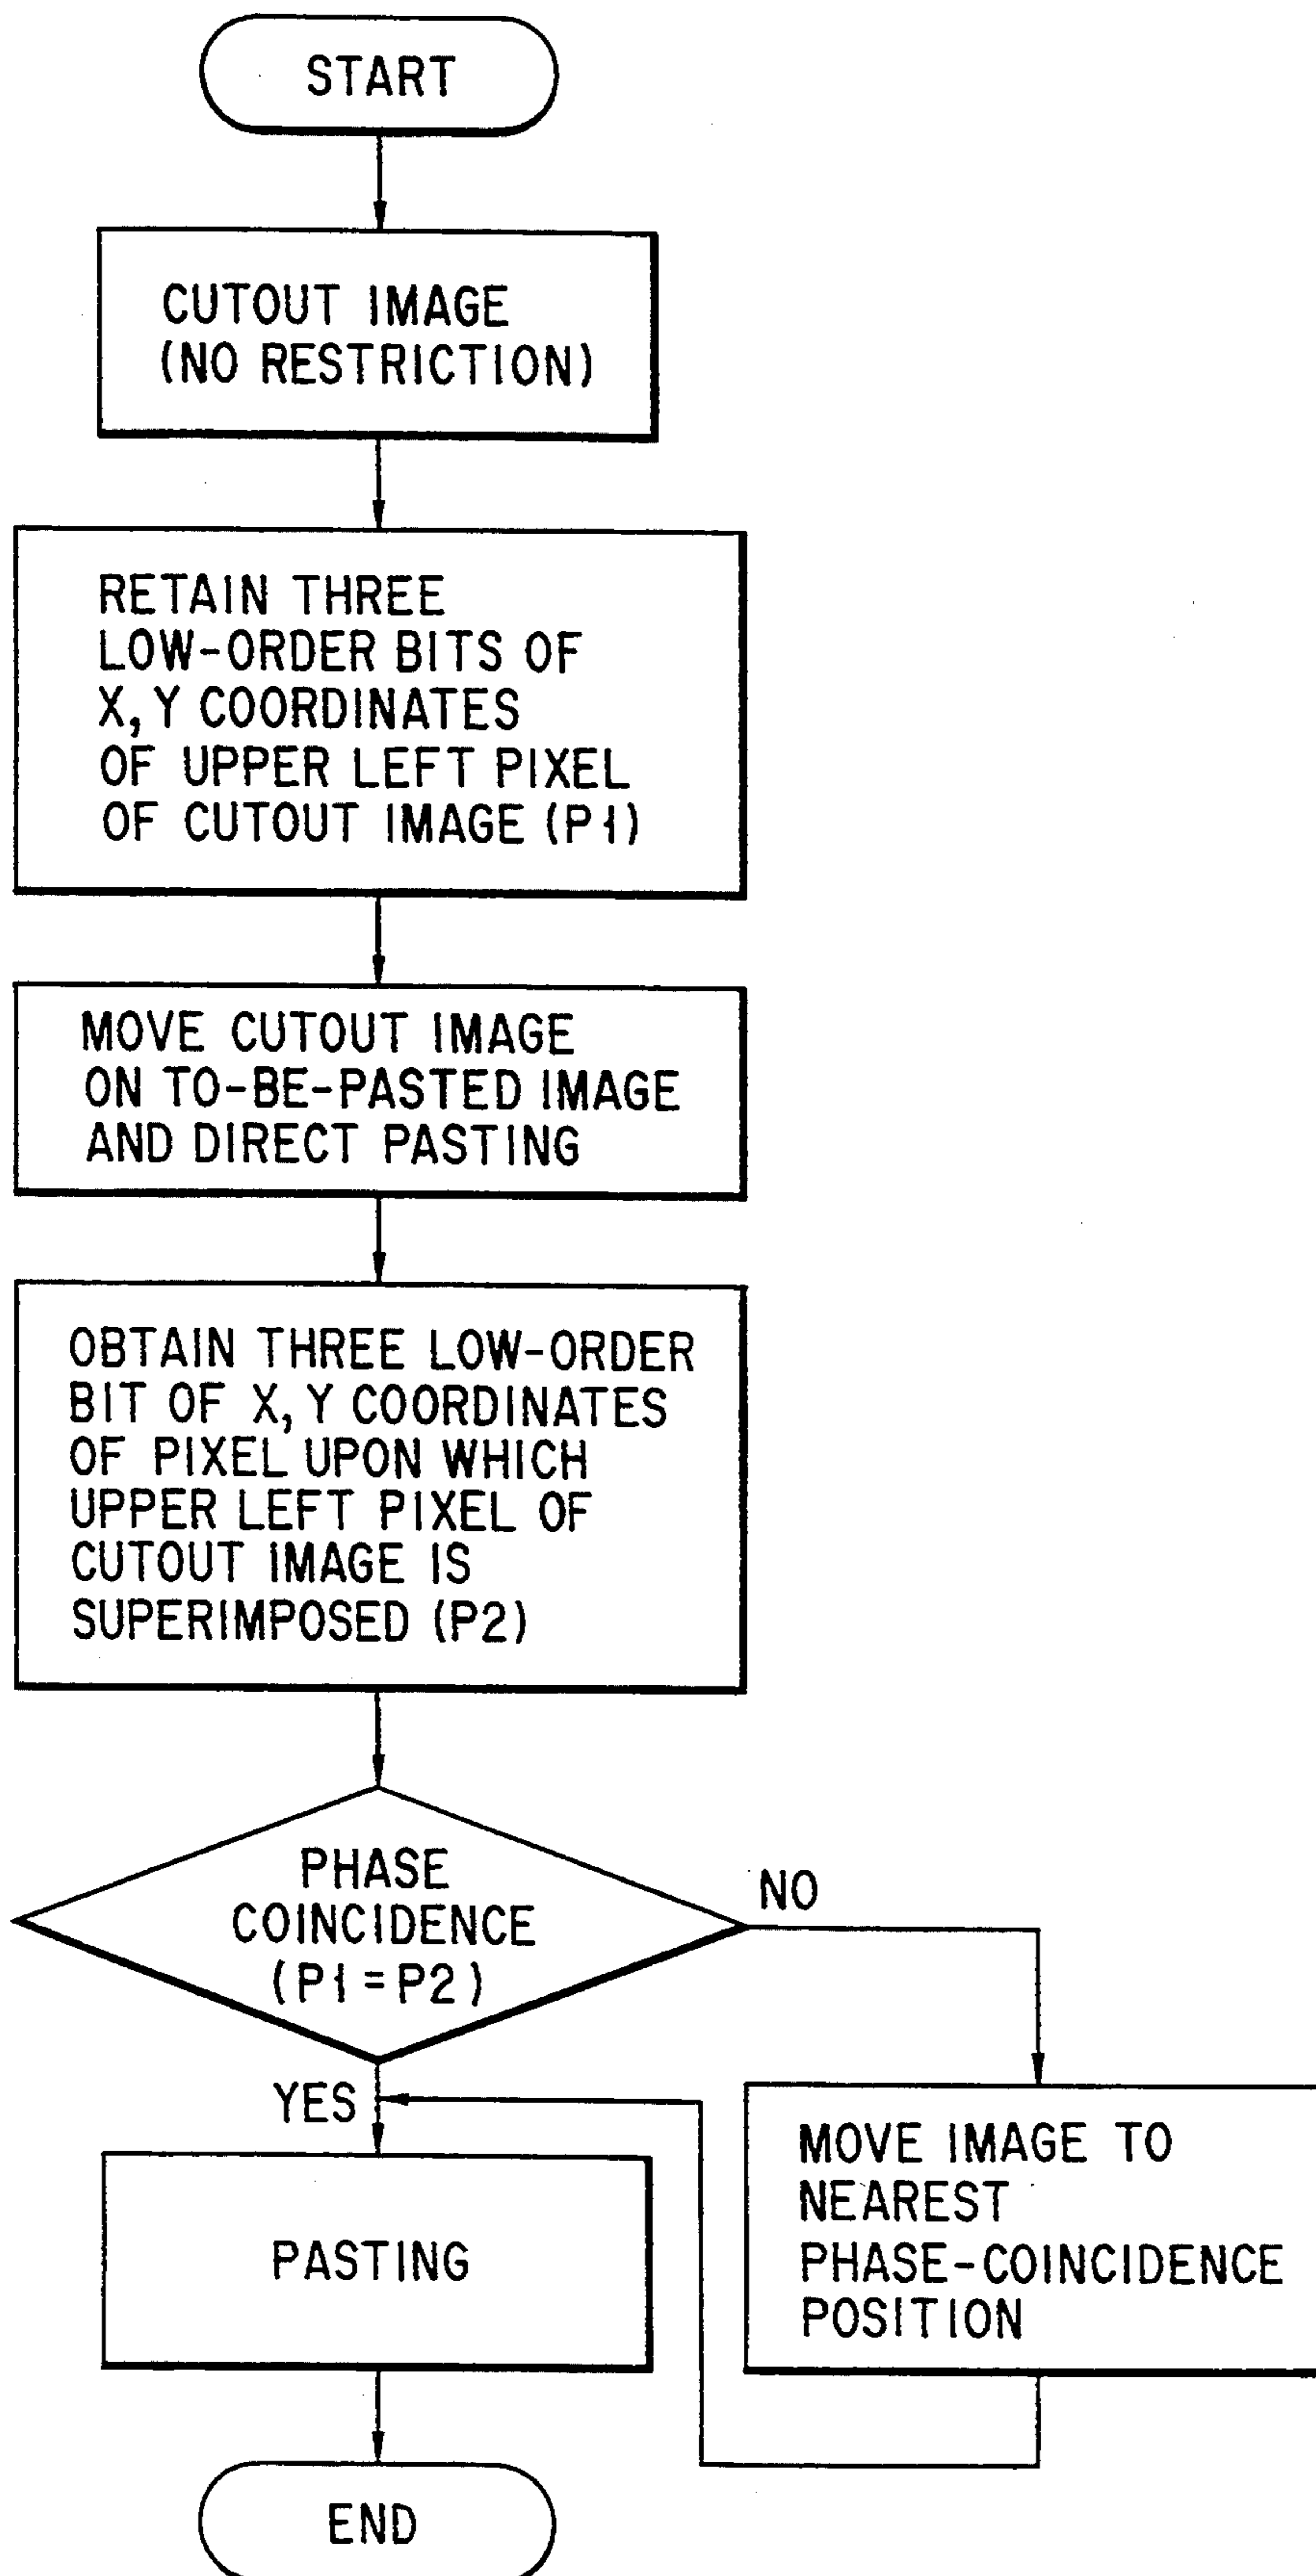 START
CUTOUT IMAGE
(NO RESTRICTION)
RETAIN THREE
LOW-ORDER BITS OF
X, Y COORDINATES
OF UPPER LEFT PIXEL
OF CUTOUT IMAGE (P1)
MOVE CUTOUT IMAGE
ON TO-BE-PASTED IMAGE
AND DIRECT PASTING
OBTAIN THREE LOW-ORDER
BIT OF X, Y COORDINATES
OF PIXEL UPON WHICH
UPPER LEFT PIXEL OF
CUTOUT IMAGE IS
SUPERIMPOSED (P2)
PHASE
COINCIDENCE
(P1 = P2)
NO
YES
MOVE IMAGE TO
NEAREST
PHASE-COINCIDENCE
POSITION
PASTING
END